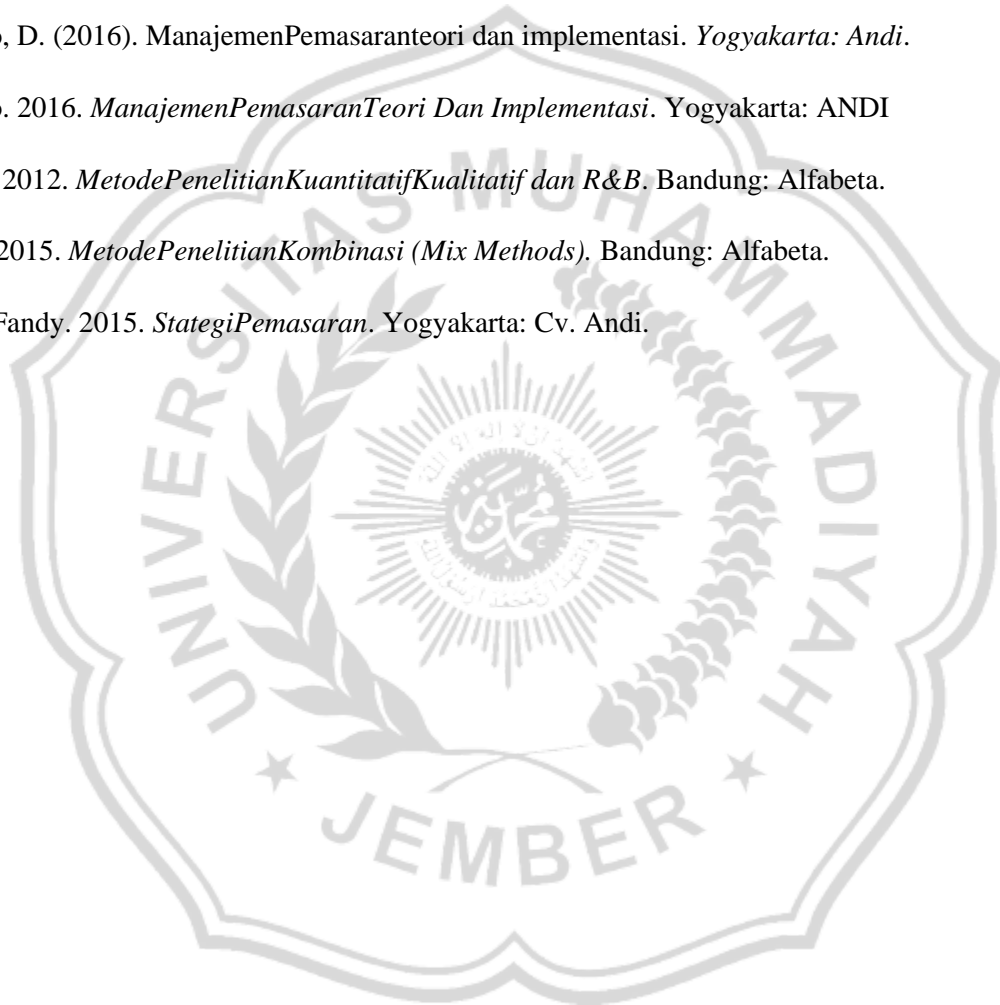 , D. (2016). ManajemenPemasaranteori dan implementasi. Yogyakarta: Andi.
. 2016. ManajemenPemasaranTeori Dan Implementasi. Yogyakarta: ANDI
2012. MetodePenelitianKuantitatifKualitatif dan R&B. Bandung: Alfabeta.
2015. MetodePenelitianKombinasi (Mix Methods). Bandung: Alfabeta.
Fandy. 2015. StategiPemasaran. Yogyakarta: Cv. Andi.
UNIVERSITAS MUHAMMADIYAH
JEMBER